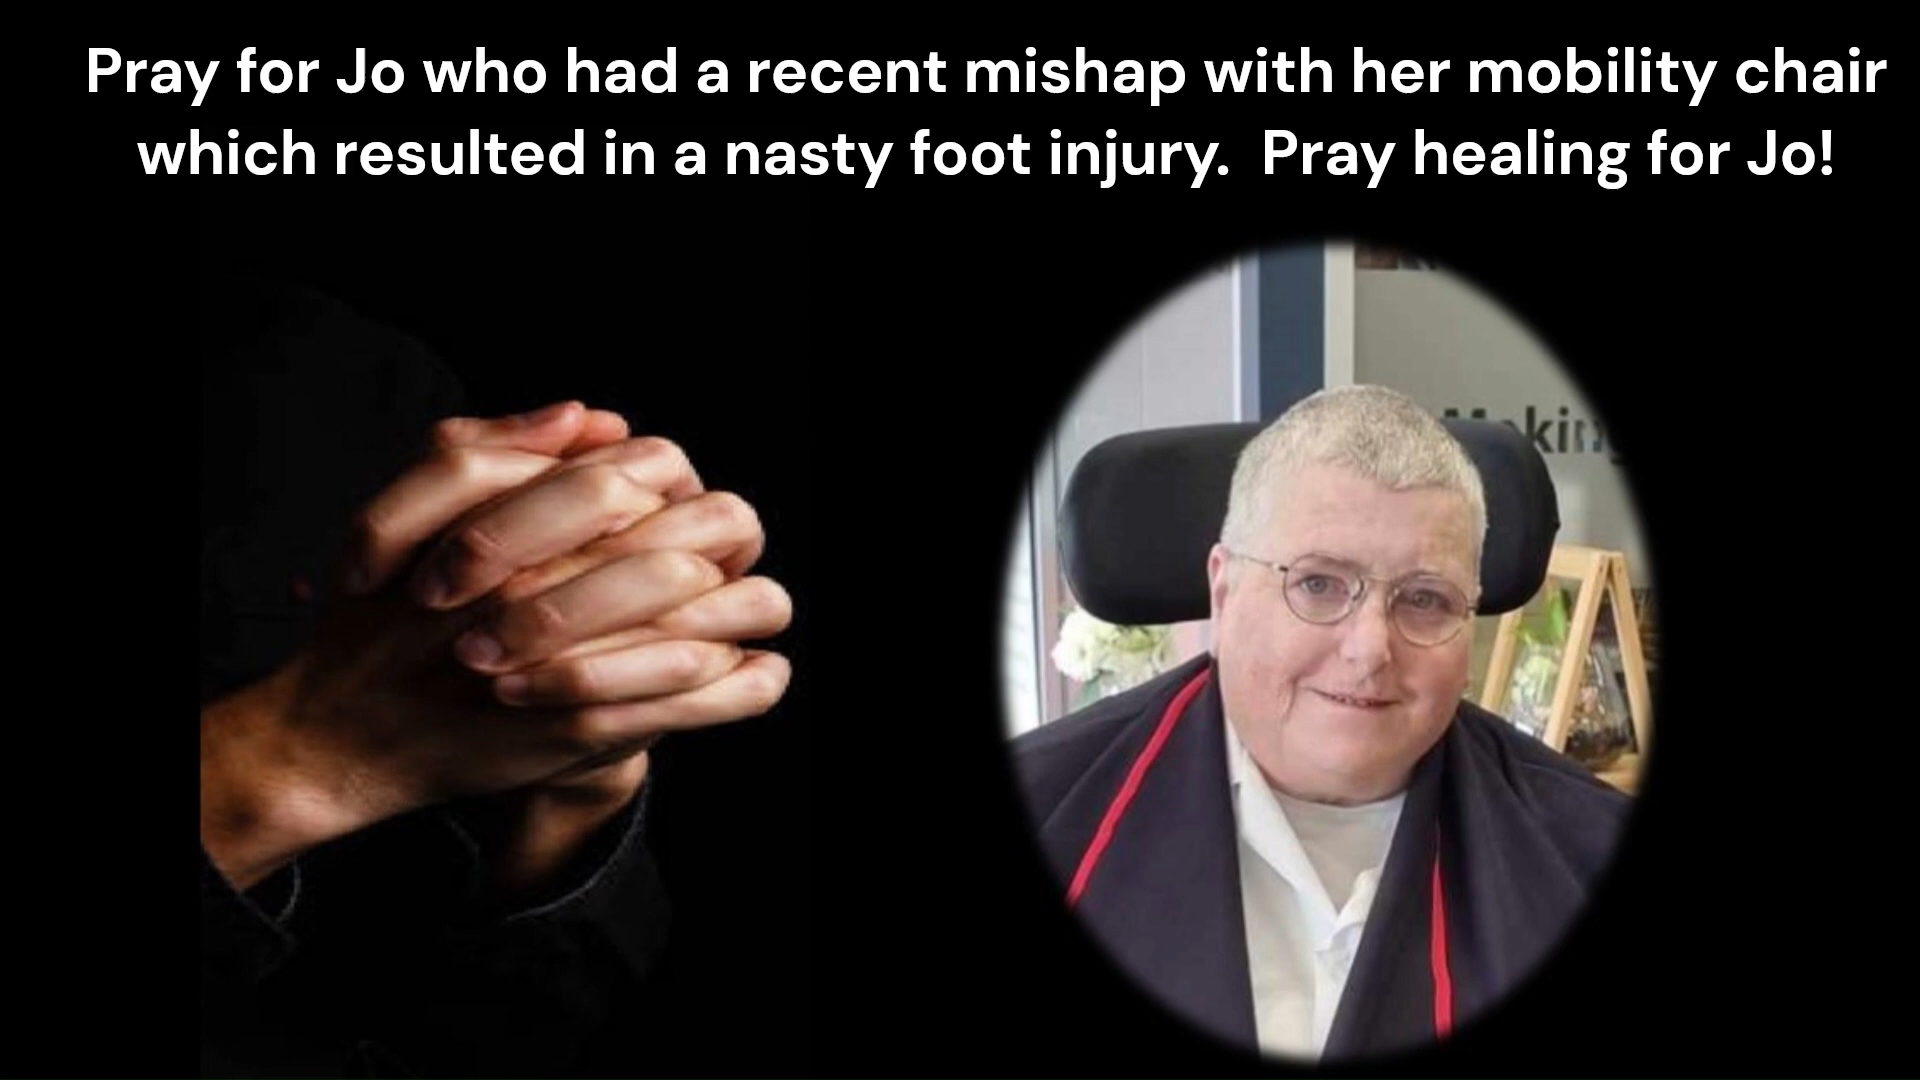 Pray for Jo who had a recent mishap with her mobility chair
which resulted in a nasty foot injury.  Pray healing for Jo!
Making